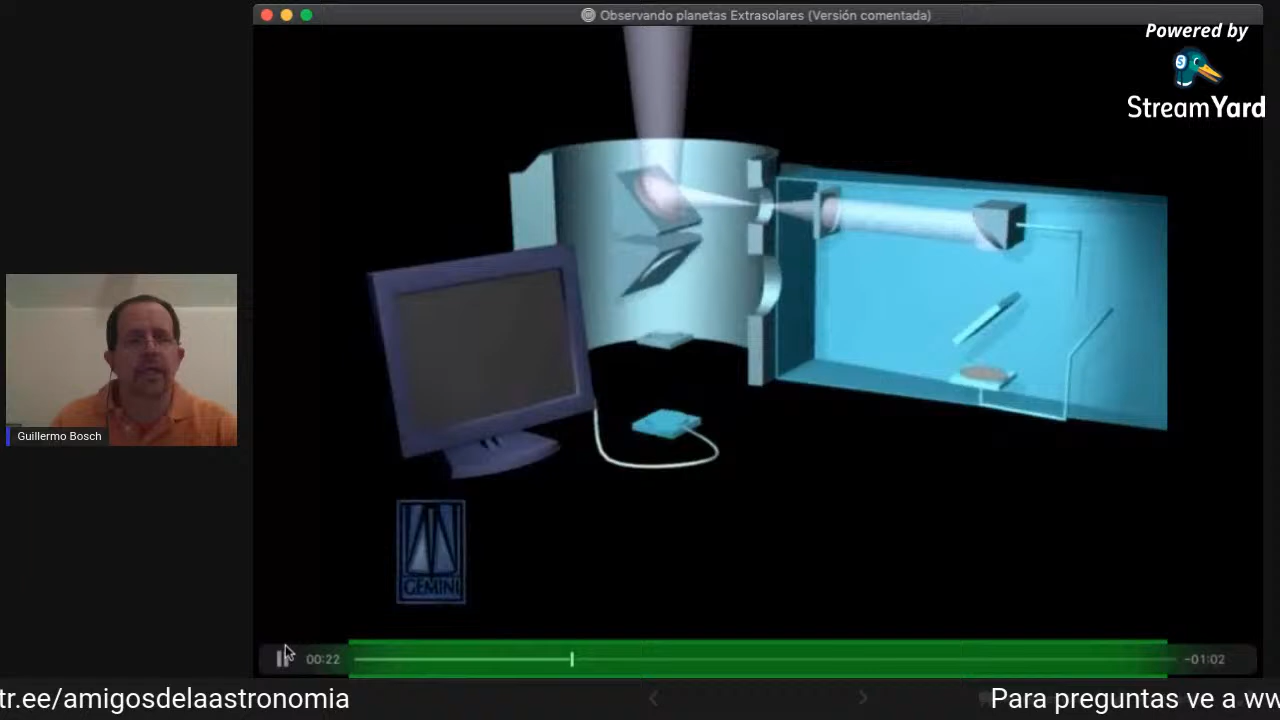 Observando planetas Extrasolares (Versión comentada)
Powered by
StreamYard
Guillermo Bosch
GEMINI
00:22
-01:02
tr.ee/amigosdelaastronomia
Para preguntas ve a ww